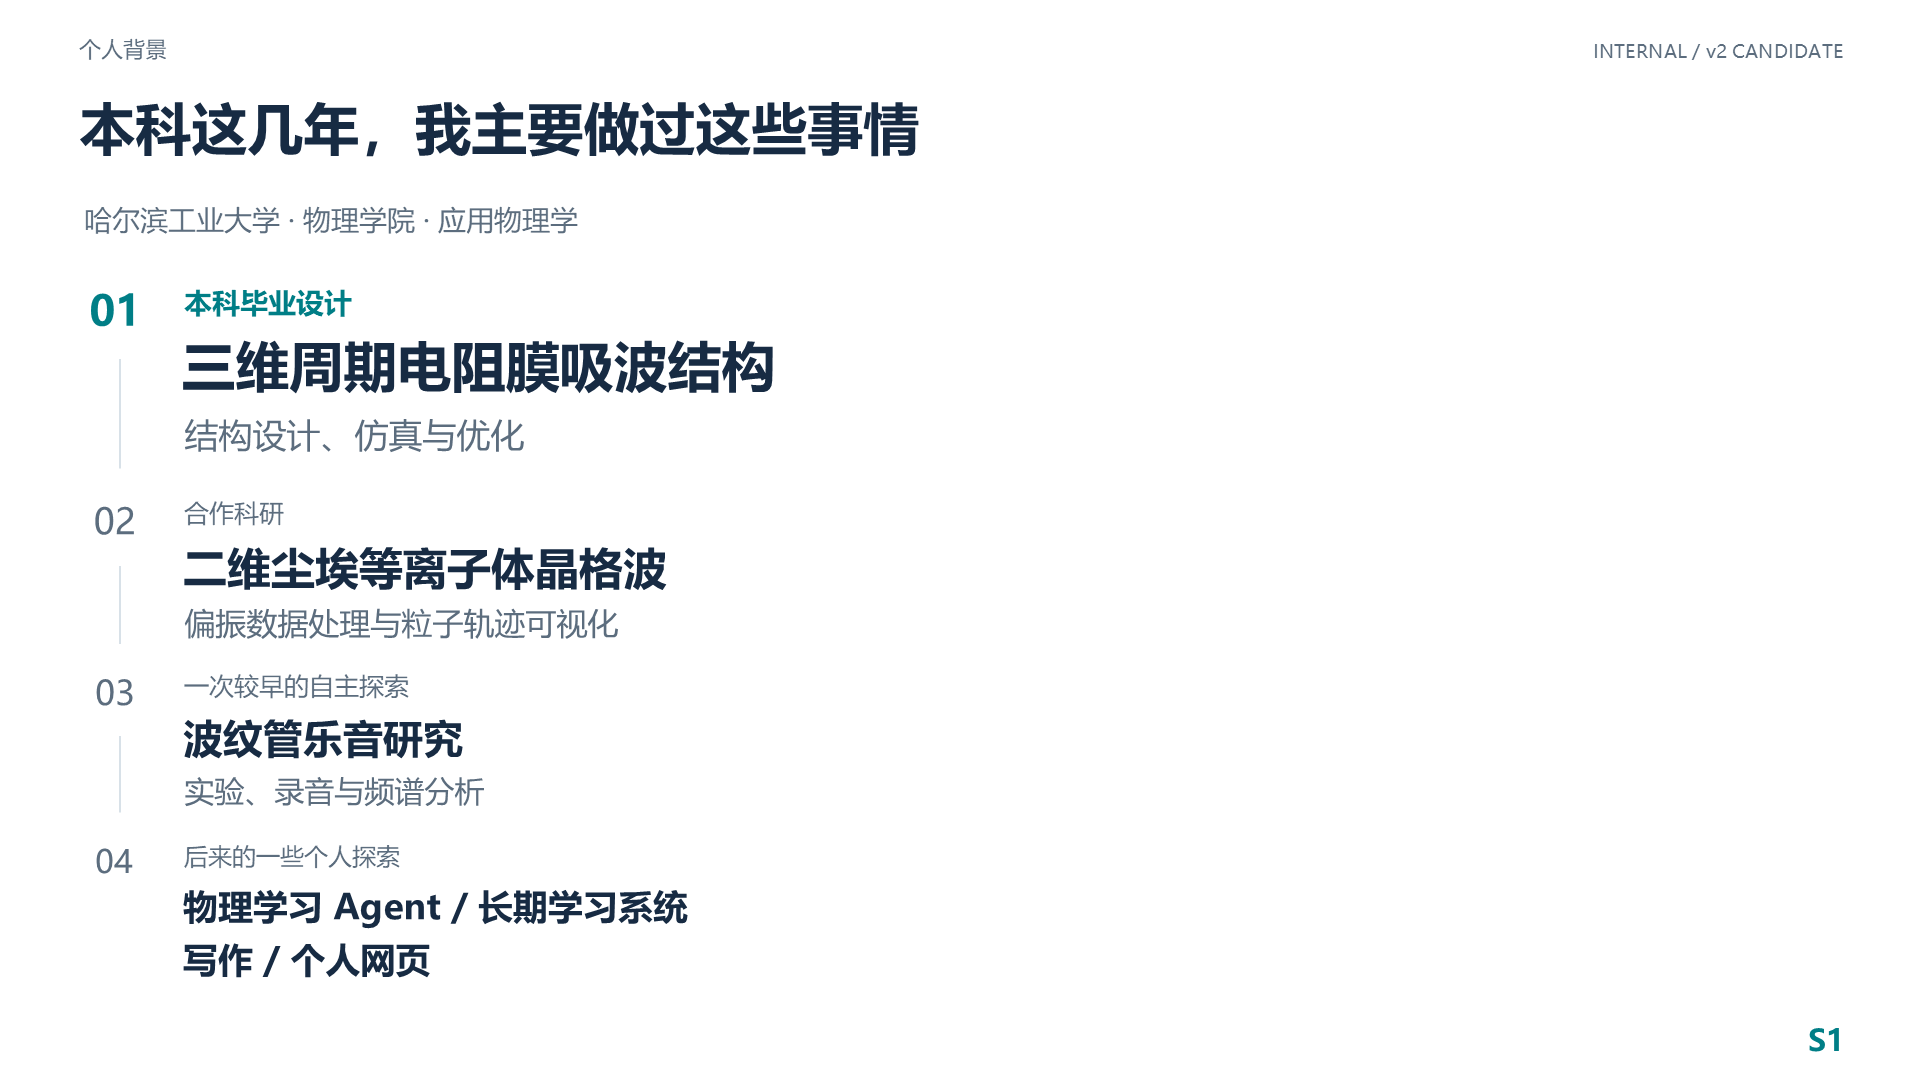 个人背景
INTERNAL / v2 CANDIDATE
本科这几年，我主要做过这些事情
哈尔滨工业大学 · 物理学院 · 应用物理学
01
本科毕业设计
三维周期电阻膜吸波结构
结构设计、仿真与优化
02
合作科研
二维尘埃等离子体晶格波
偏振数据处理与粒子轨迹可视化
03
一次较早的自主探索
波纹管乐音研究
实验、录音与频谱分析
04
后来的一些个人探索
物理学习 Agent / 长期学习系统
写作 / 个人网页
S1